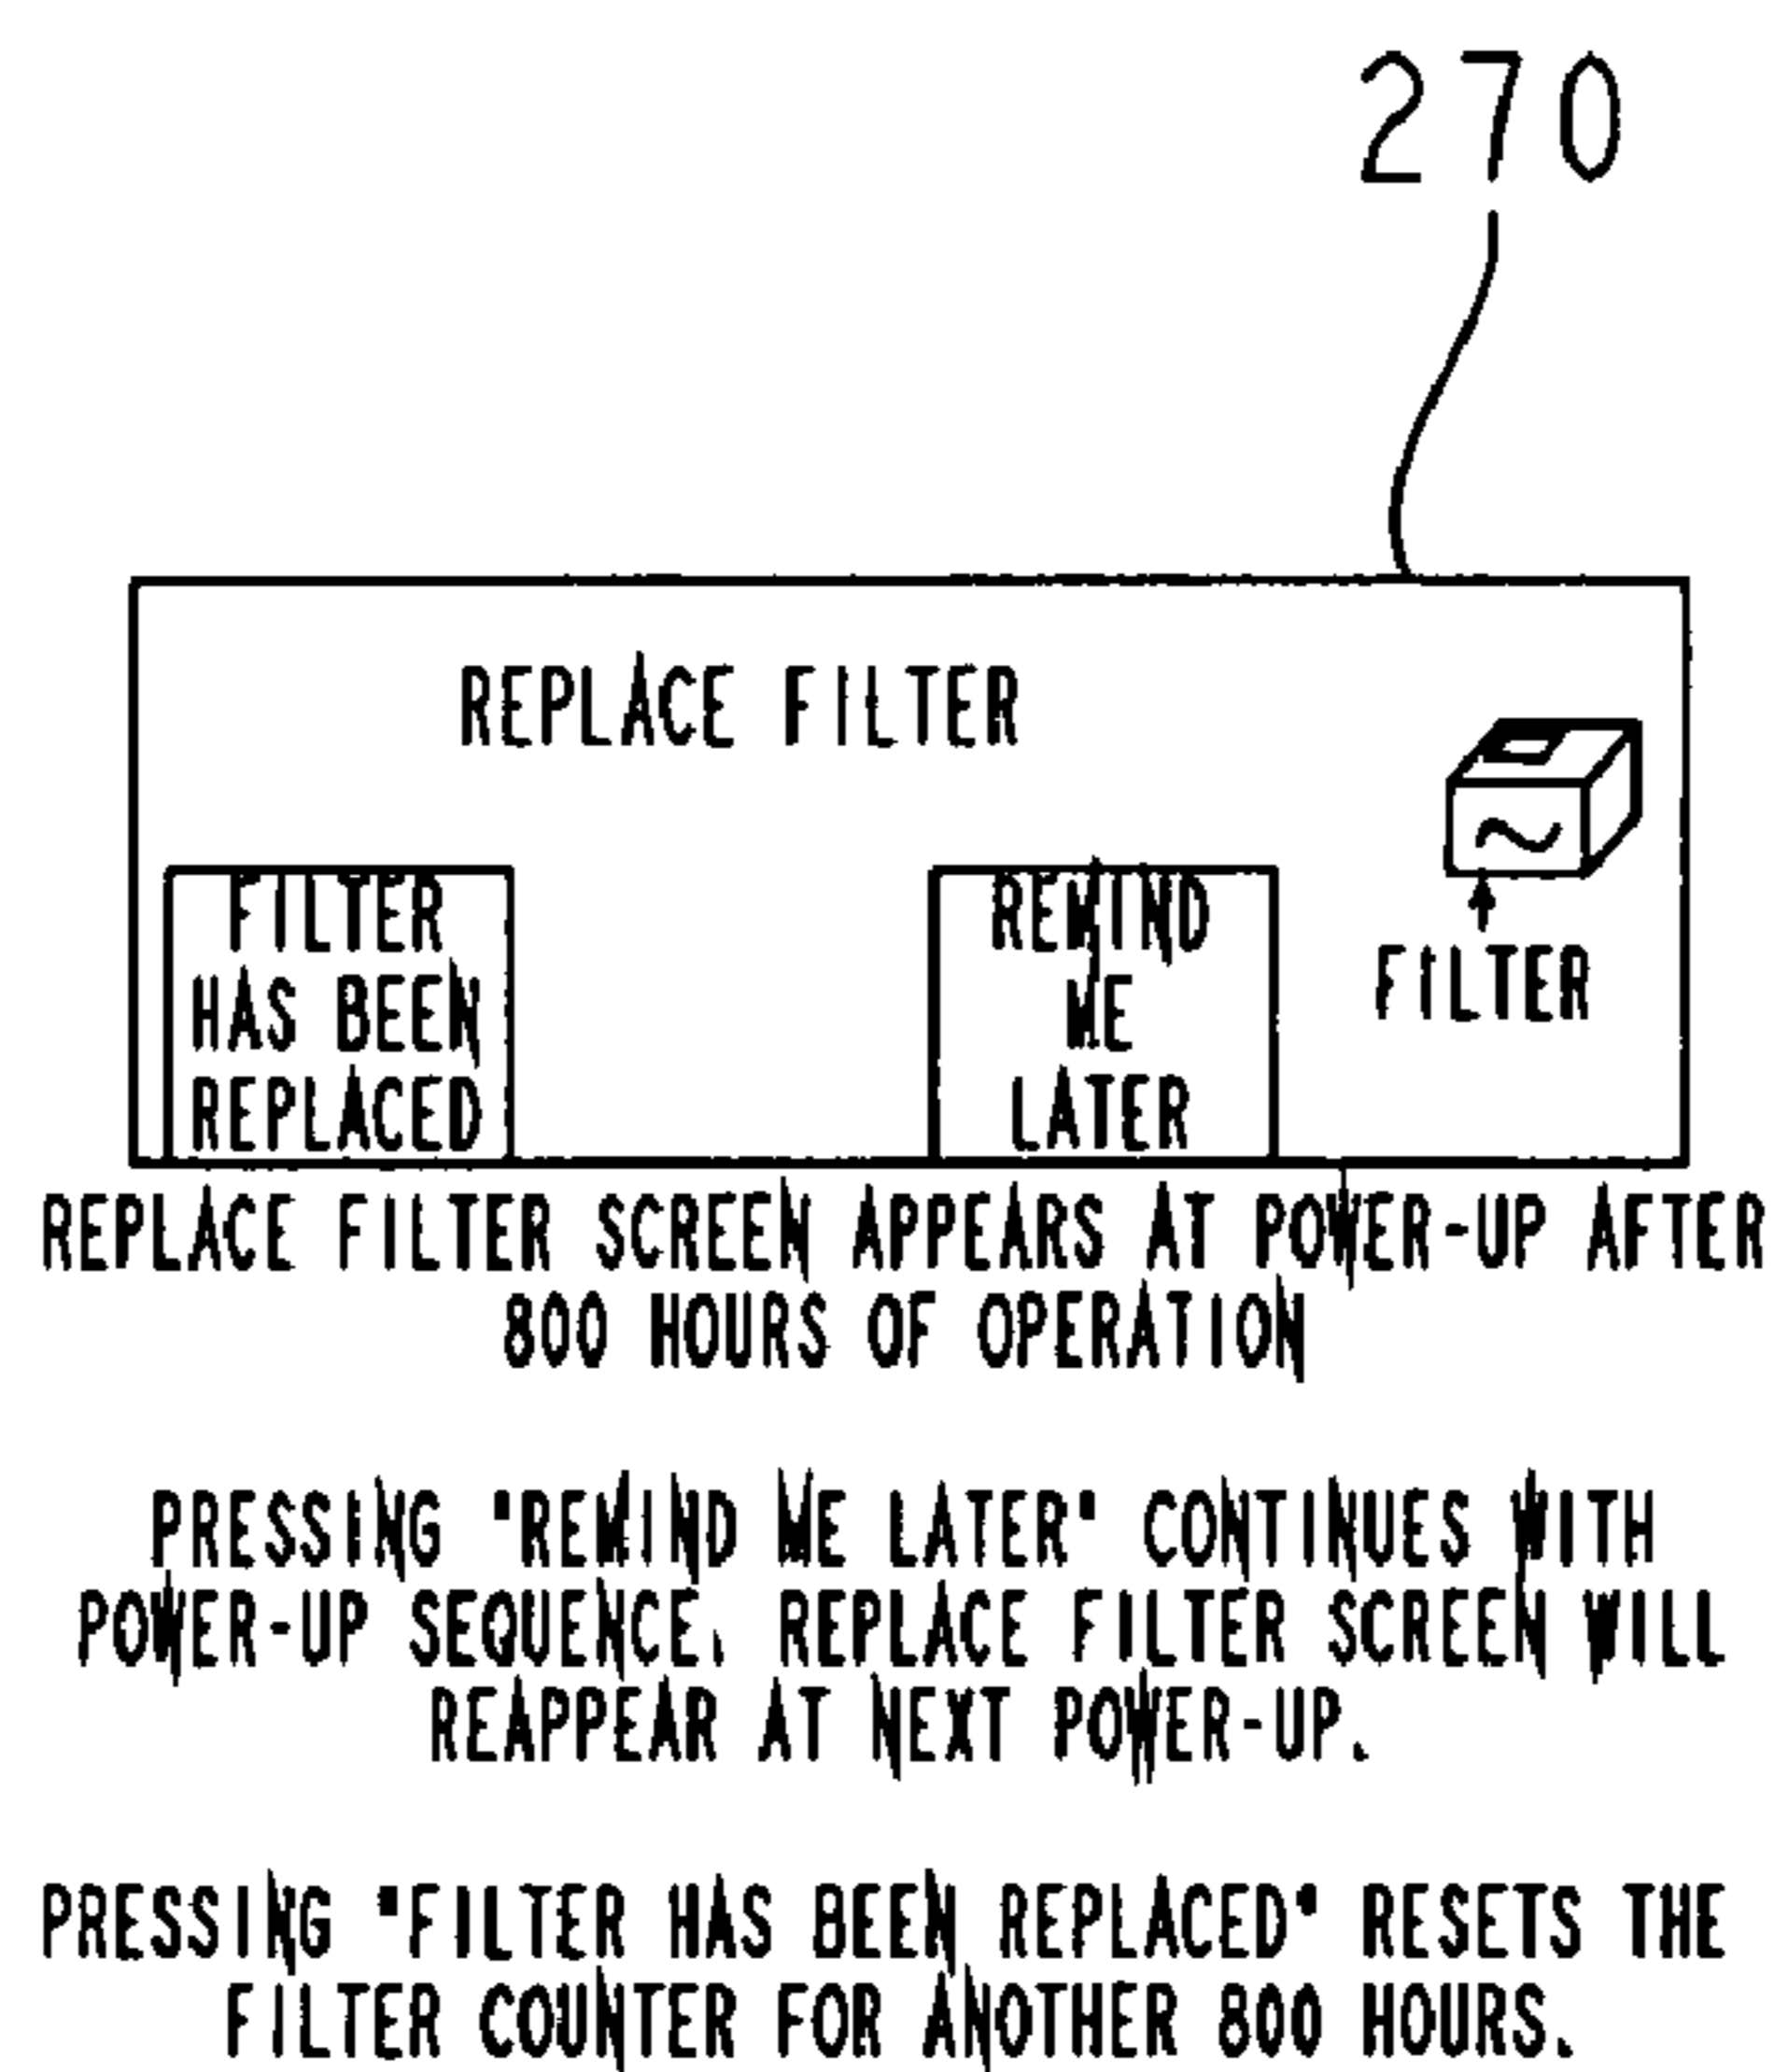 270
REPLACE FILTER
FILTER
HAS BEEN
REPLACED
REMIND
ME
LATER
FILTER
REPLACE FILTER SCREEN APPEARS AT POWER-UP AFTER
800 HOURS OF OPERATION
PRESSING "REMIND ME LATER" CONTINUES WITH
POWER-UP SEQUENCE. REPLACE FILTER SCREEN WILL
REAPPEAR AT NEXT POWER-UP.
PRESSING "FILTER HAS BEEN REPLACED" RESETS THE
FILTER COUNTER FOR ANOTHER 800 HOURS.